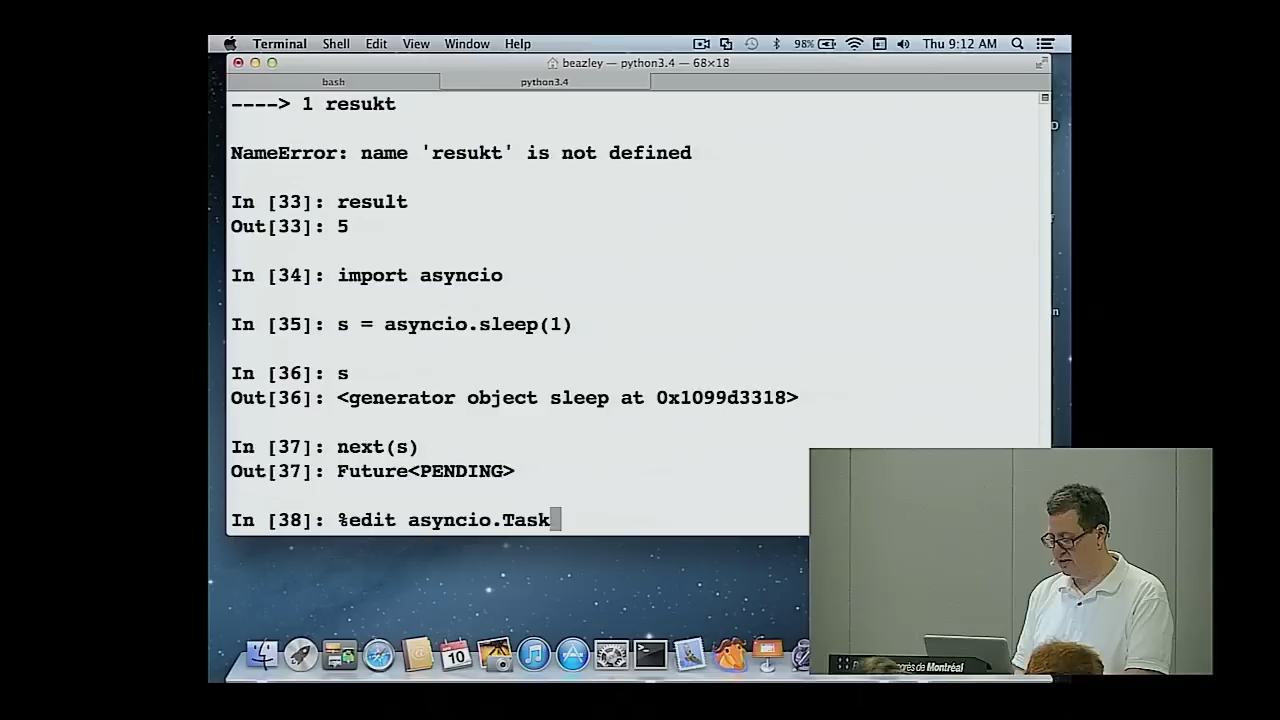 Terminal Shell Edit View Window Help 98% Thu 9:12 AM
beazley — python3.4 — 68×18
bash python3.4
----> 1 resukt
NameError: name 'resukt' is not defined
In [33]: result
Out[33]: 5
In [34]: import asyncio
In [35]: s = asyncio.sleep(1)
In [36]: s
Out[36]: <generator object sleep at 0x1099d3318>
In [37]: next(s)
Out[37]: Future<PENDING>
In [38]: %edit asyncio.Task
10
de Montréal